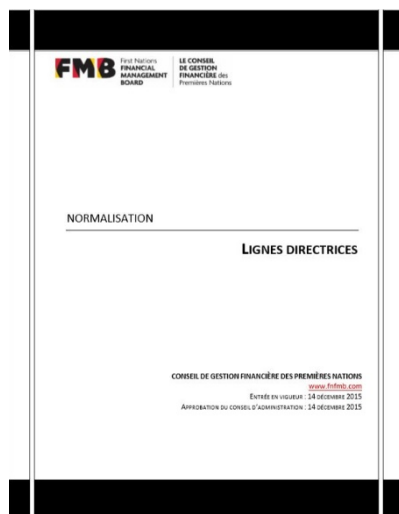 FMB
First Nations
FINANCIAL
MANAGEMENT
BOARD
LE CONSEIL
DE GESTION
FINANCIÈRE des
Premières Nations
NORMALISATION
LIGNES DIRECTRICES
CONSEIL DE GESTION FINANCIÈRE DES PREMIÈRES NATIONS
www.fnfmb.com
ENTRÉE EN VIGUEUR : 14 DÉCEMBRE 2015
APPROBATION DU CONSEIL D'ADMINISTRATION : 14 DÉCEMBRE 2015